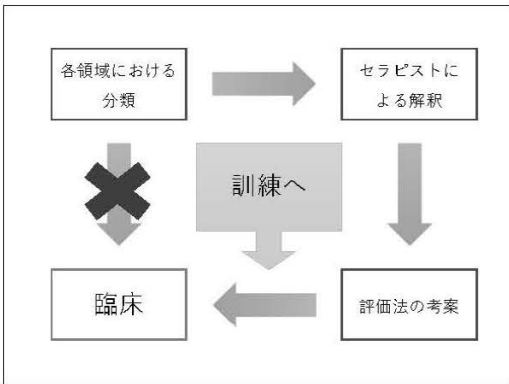 各領域における
分類
セラピストに
よる解釈
訓練へ
臨床
評価法の考案